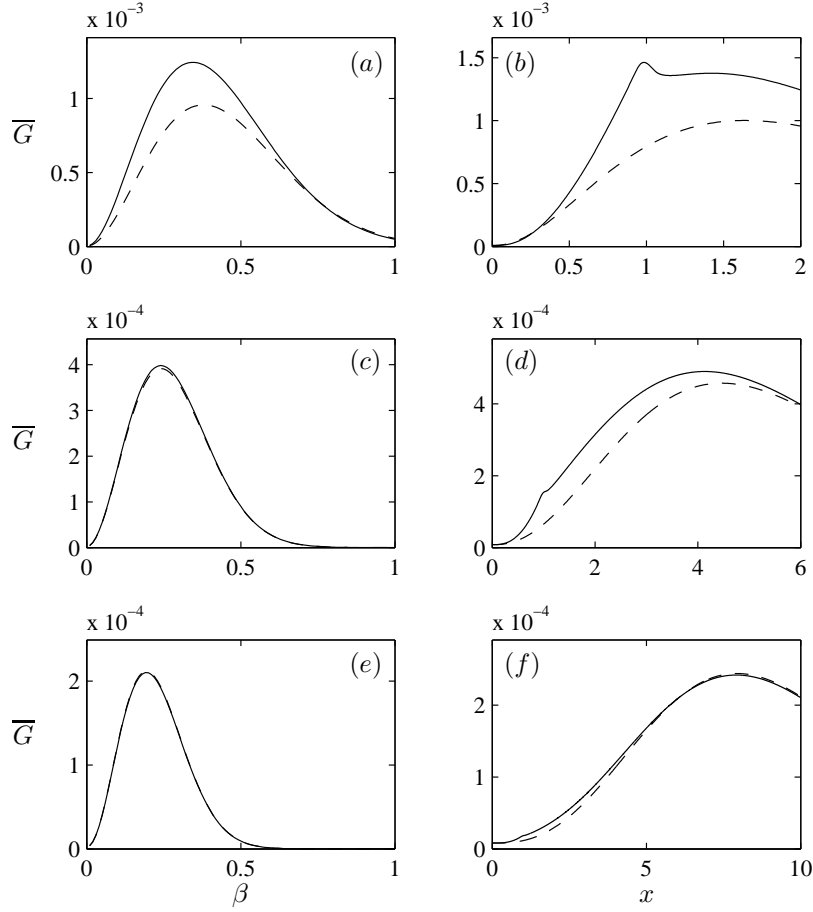 x 10⁻³ x 10⁻³
(a) (b)
1.5
1 1
G̅ 0.5 0.5
0 0
0 0.5 1 0 0.5 1 1.5 2
x 10⁻⁴ x 10⁻⁴
(c) (d)
4 4
3
G̅ 2 2
1
0 0
0 0.5 1 0 2 4 6
x 10⁻⁴ x 10⁻⁴
(e) (f)
2 2
G̅ 1 1
0 0
0 0.5 1 0 5 10
β x